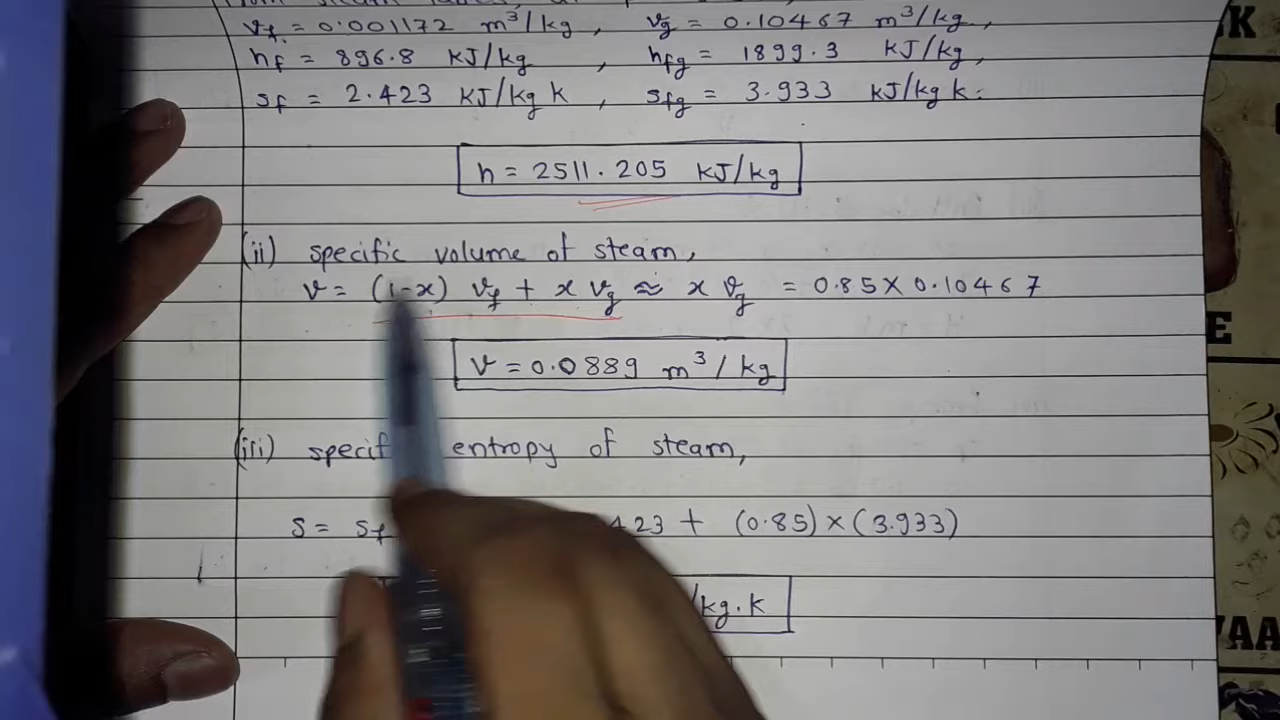 vf = 0.001172 m³/kg , vg = 0.10467 m³/kg,
hf = 896.8 KJ/kg , hfg = 1899.3 KJ/kg,
sf = 2.423 KJ/kg K , sfg = 3.933 KJ/kg k.
h = 2511.205 KJ/kg
(ii) specific volume of steam,
v = (1-x) vf + x vg ≈ x vg = 0.85 X 0.10467
v = 0.0889 m³/kg
(iii) entropy of steam,
s = sf 423 + (0.85) × (3.933)
/kg.k
K
E